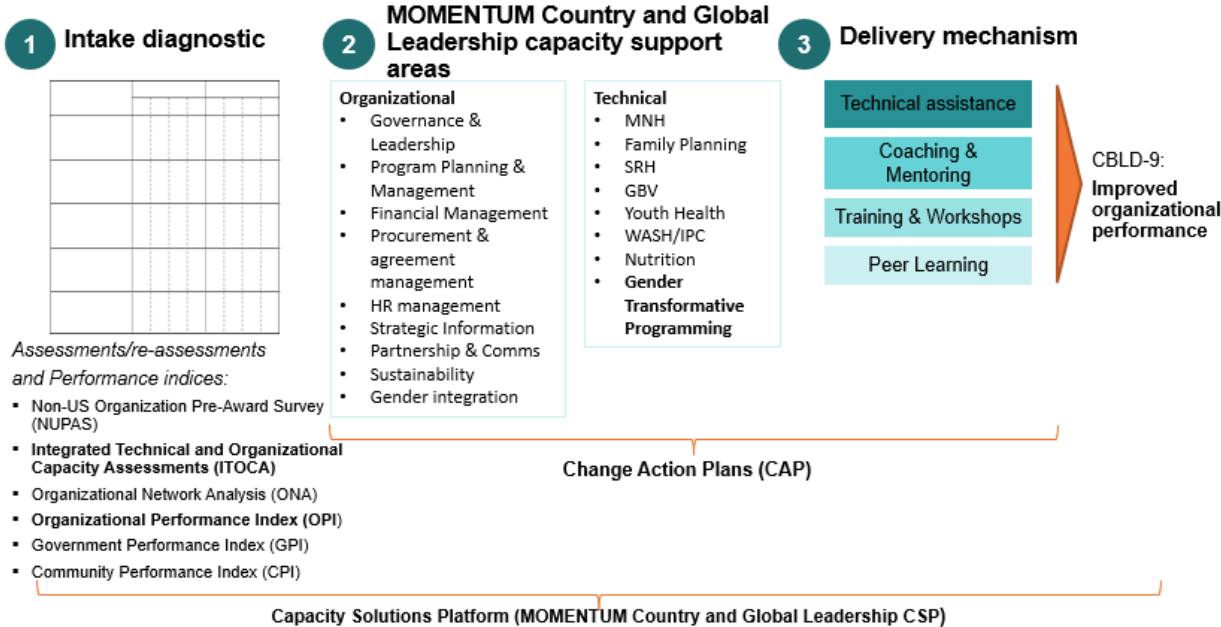 1 Intake diagnostic
Assessments/re-assessments
and Performance indices:
▪ Non-US Organization Pre-Award Survey
(NUPAS)
▪ Integrated Technical and Organizational
Capacity Assessments (ITOCA)
▪ Organizational Network Analysis (ONA)
▪ Organizational Performance Index (OPI)
▪ Government Performance Index (GPI)
▪ Community Performance Index (CPI)
2 MOMENTUM Country and Global
Leadership capacity support
areas
Organizational
• Governance &
Leadership
• Program Planning &
Management
• Financial Management
• Procurement &
agreement
management
• HR management
• Strategic Information
• Partnership & Comms
• Sustainability
• Gender integration
Technical
• MNH
• Family Planning
• SRH
• GBV
• Youth Health
• WASH/IPC
• Nutrition
• Gender
Transformative
Programming
3 Delivery mechanism
Technical assistance
Coaching &
Mentoring
Training & Workshops
Peer Learning
CBLD-9:
Improved
organizational
performance
Change Action Plans (CAP)
Capacity Solutions Platform (MOMENTUM Country and Global Leadership CSP)